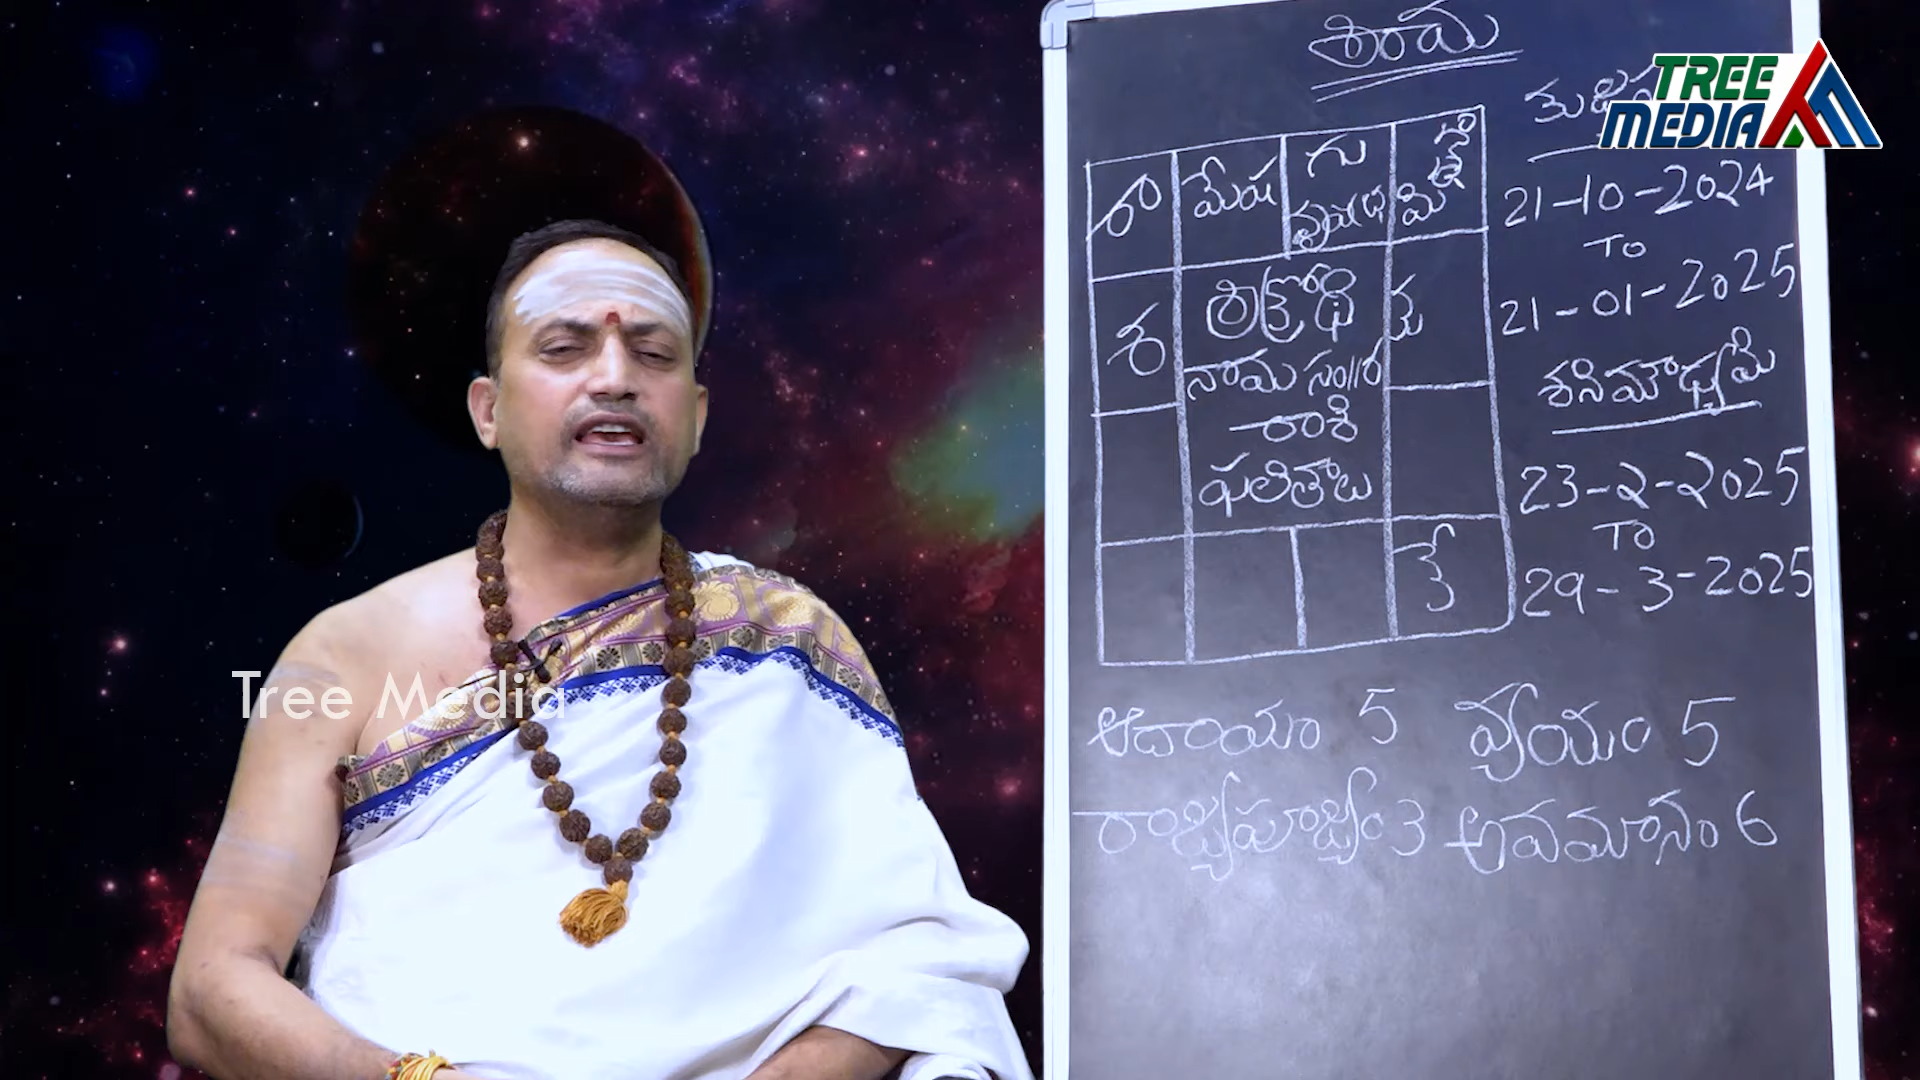 శ్రీరామ
TREE
MEDIA
21-10-2024
TO
21-01-2025
శనిమౌఢ్యమి
23-2-2025
TO
29-3-2025
రా మేష గు మి
వృషభ
శ శ్రీక్రోధి కు
నామ సం॥ర
రాశి
ఫలితాలు
కే
Tree Media
ఆదాయం 5 వ్యయం 5
రాజ్యపూజ్యం 3 అవమానం 6